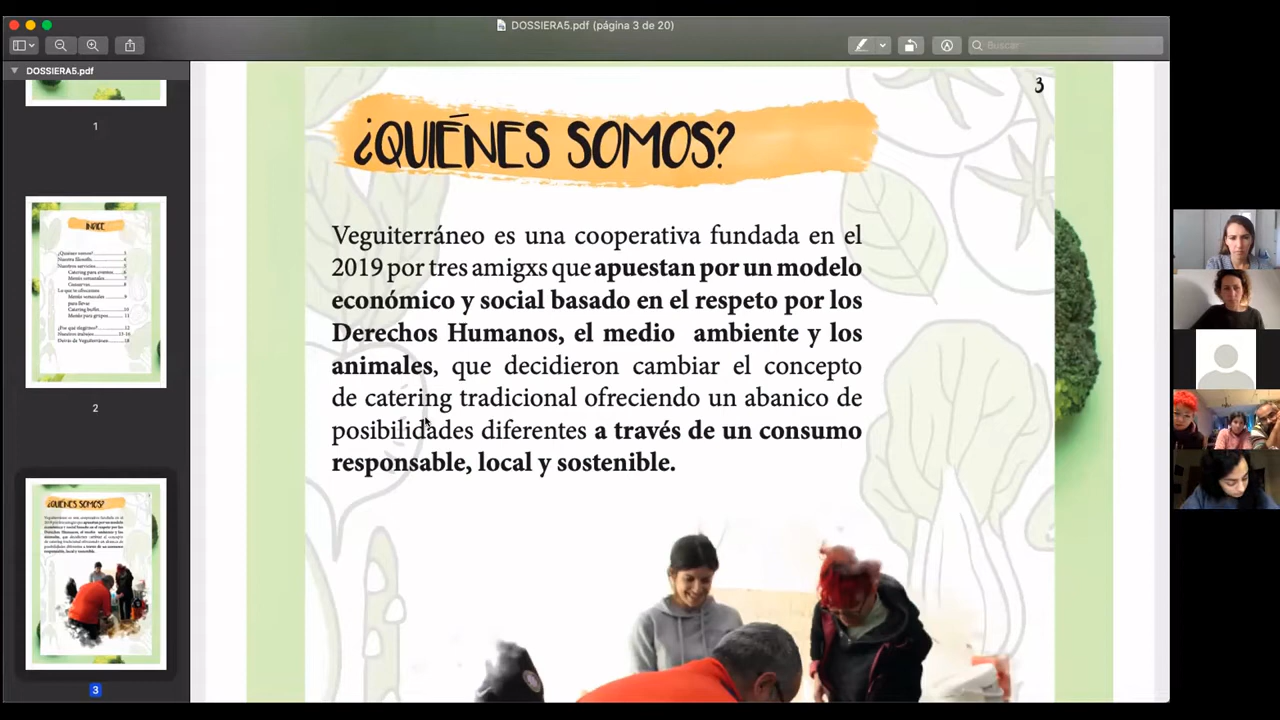 DOSSIERA5.pdf (página 3 de 20)
Buscar
DOSSIERA5.pdf
1
ÍNDICE
2
¿QUIÉNES SOMOS?
3
3
¿QUIÉNES SOMOS?
Veguiterráneo es una cooperativa fundada en el
2019 por tres amigxs que apuestan por un modelo
económico y social basado en el respeto por los
Derechos Humanos, el medio ambiente y los
animales, que decidieron cambiar el concepto
de catering tradicional ofreciendo un abanico de
posibilidades diferentes a través de un consumo
responsable, local y sostenible.